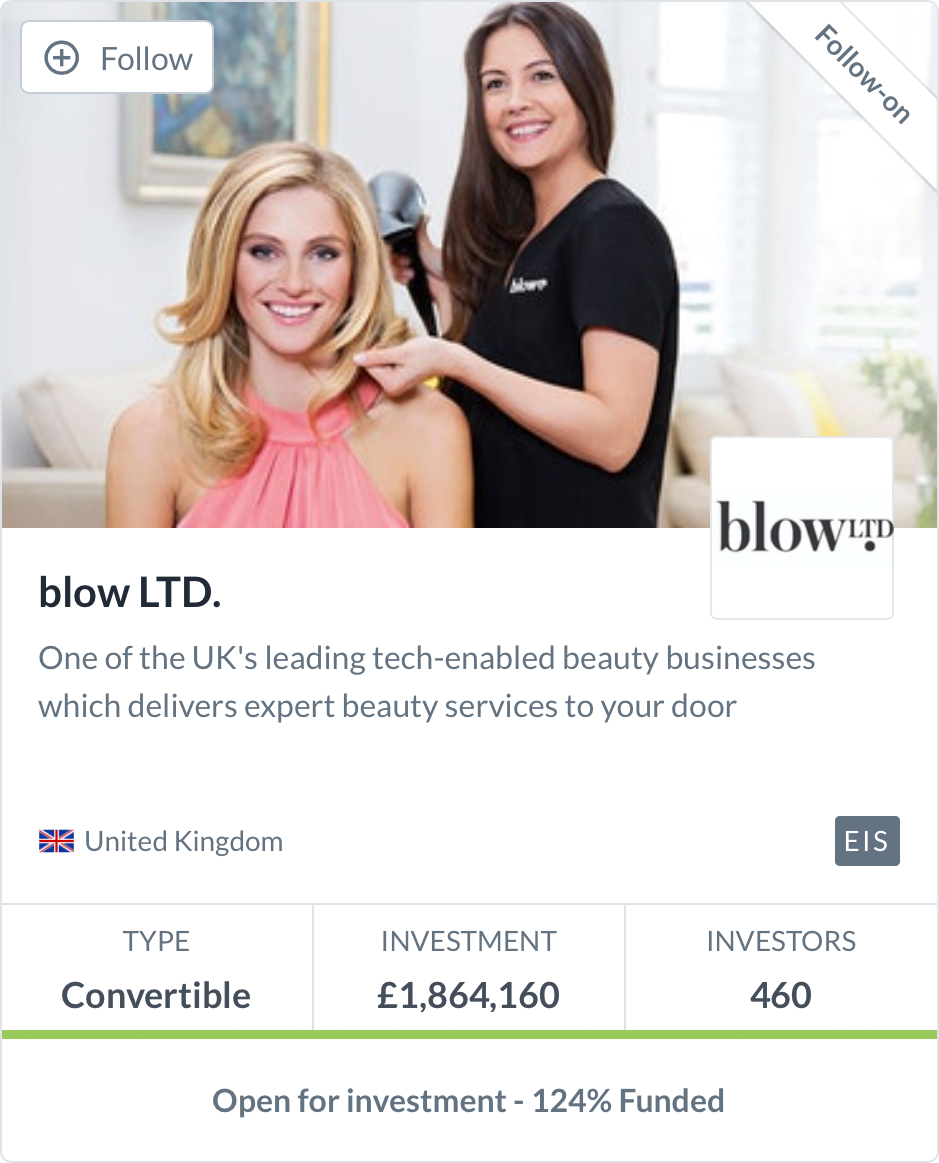 Follow
Follow-on
blow
blow LTD
blow LTD.
One of the UK's leading tech-enabled beauty businesses
which delivers expert beauty services to your door
United Kingdom
EIS
TYPE
INVESTMENT
INVESTORS
Convertible
£1,864,160
460
Open for investment - 124% Funded